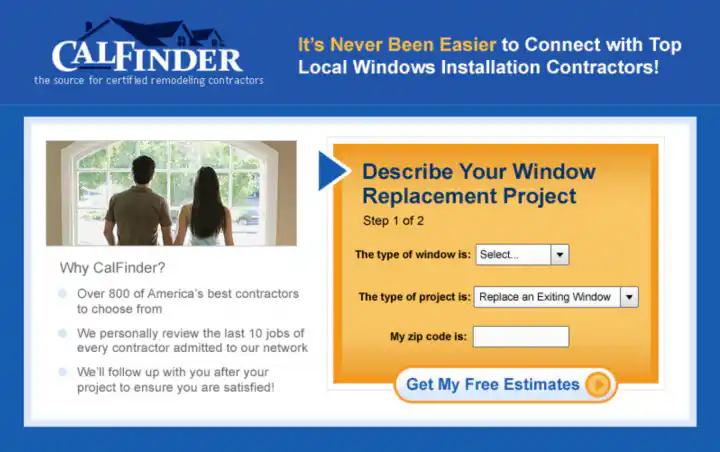 CALFINDER
the source for certified remodeling contractors
It's Never Been Easier to Connect with Top
Local Windows Installation Contractors!
Why CalFinder?
Over 800 of America's best contractors
to choose from
We personally review the last 10 jobs of
every contractor admitted to our network
We'll follow up with you after your
project to ensure you are satisfied!
Describe Your Window
Replacement Project
Step 1 of 2
The type of window is: Select...
The type of project is: Replace an Exiting Window
My zip code is:
Get My Free Estimates